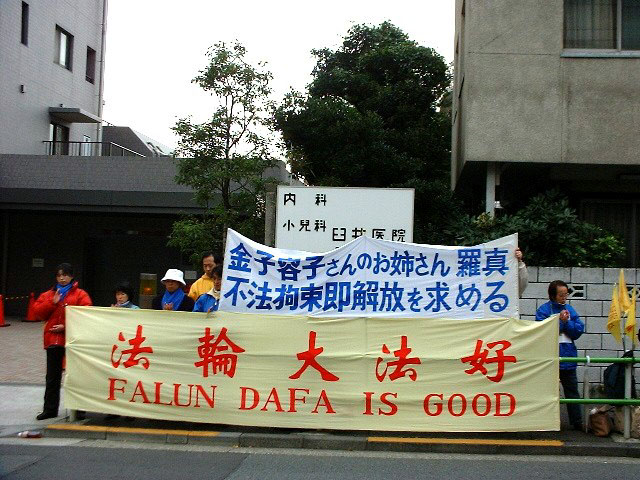 内科
小兒科 臼井医院
金子容子さんのお姉さん 羅真
不法拘束即解放を求める
法輪大法好
FALUN DAFA IS GOOD